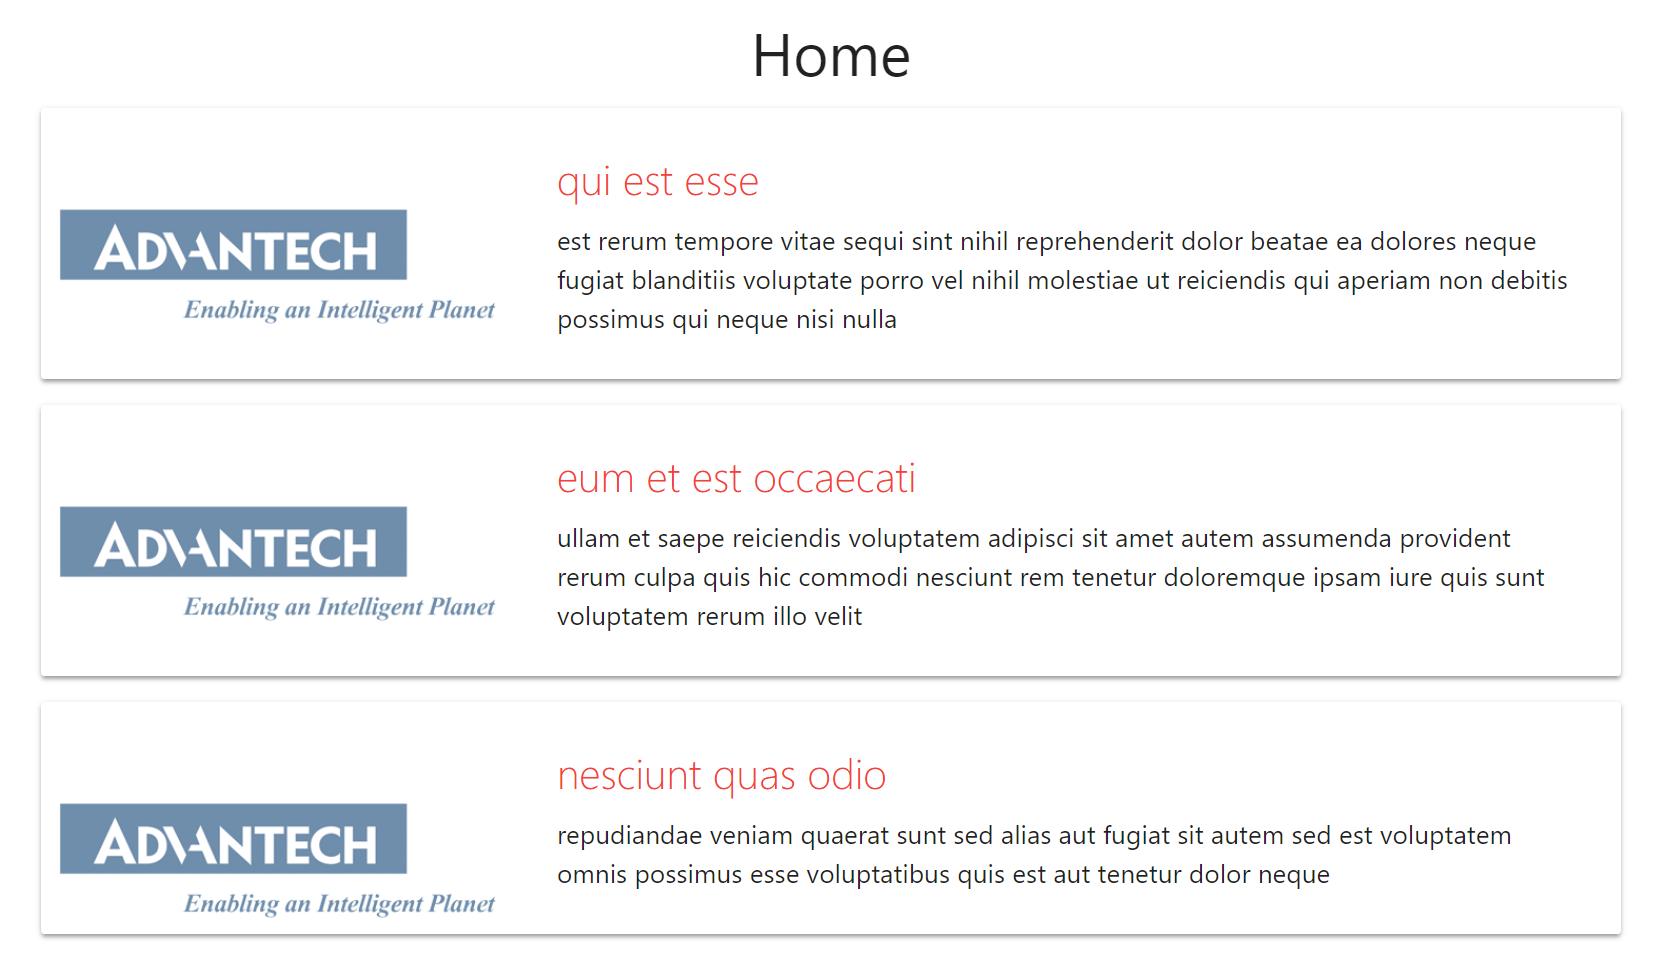 Home
ADVANTECH
Enabling an Intelligent Planet
qui est esse
est rerum tempore vitae sequi sint nihil reprehenderit dolor beatae ea dolores neque
fugiat blanditiis voluptate porro vel nihil molestiae ut reiciendis qui aperiam non debitis
possimus qui neque nisi nulla
ADVANTECH
Enabling an Intelligent Planet
eum et est occaecati
ullam et saepe reiciendis voluptatem adipisci sit amet autem assumenda provident
rerum culpa quis hic commodi nesciunt rem tenetur doloremque ipsam iure quis sunt
voluptatem rerum illo velit
ADVANTECH
Enabling an Intelligent Planet
nesciunt quas odio
repudiandae veniam quaerat sunt sed alias aut fugiat sit autem sed est voluptatem
omnis possimus esse voluptatibus quis est aut tenetur dolor neque